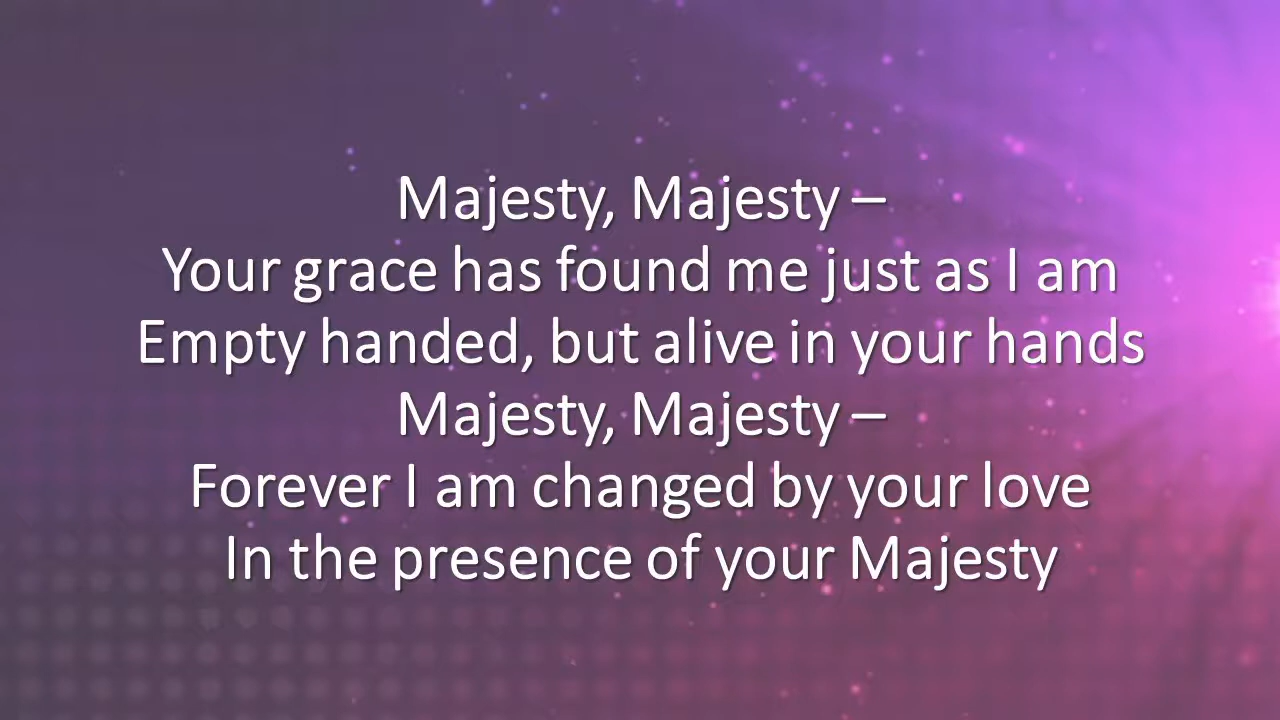 Majesty, Majesty –
Your grace has found me just as I am
Empty handed, but alive in your hands
Majesty, Majesty –
Forever I am changed by your love
In the presence of your Majesty